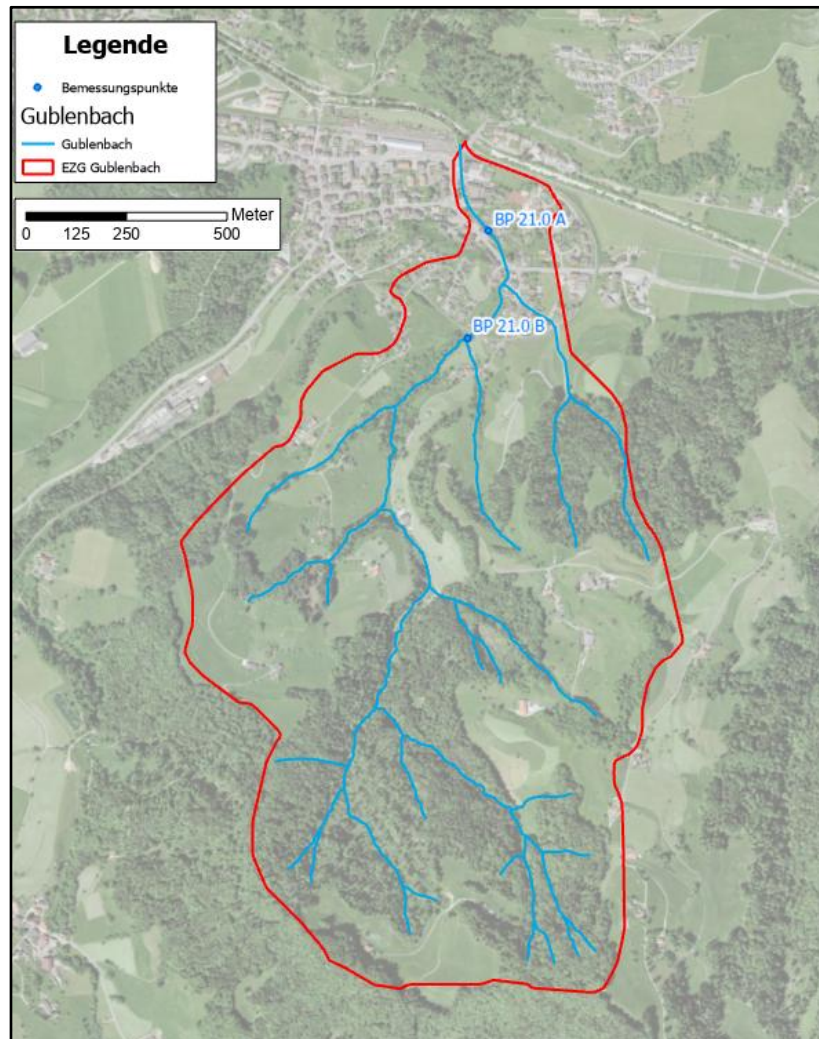 Legende
Bemessungspunkte
Gublenbach
Gublenbach
EZG Gublenbach
Meter
0 125 250 500
BP 21.0 A
BP 21.0 B